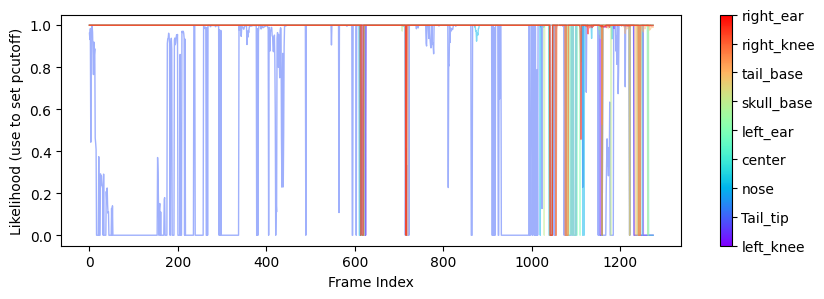 Likelihood (use to set pcutoff)
1.0
0.8
0.6
0.4
0.2
0.0
0
200
400
600
800
1000
1200
Frame Index
right_ear
right_knee
tail_base
skull_base
left_ear
center
nose
Tail_tip
left_knee